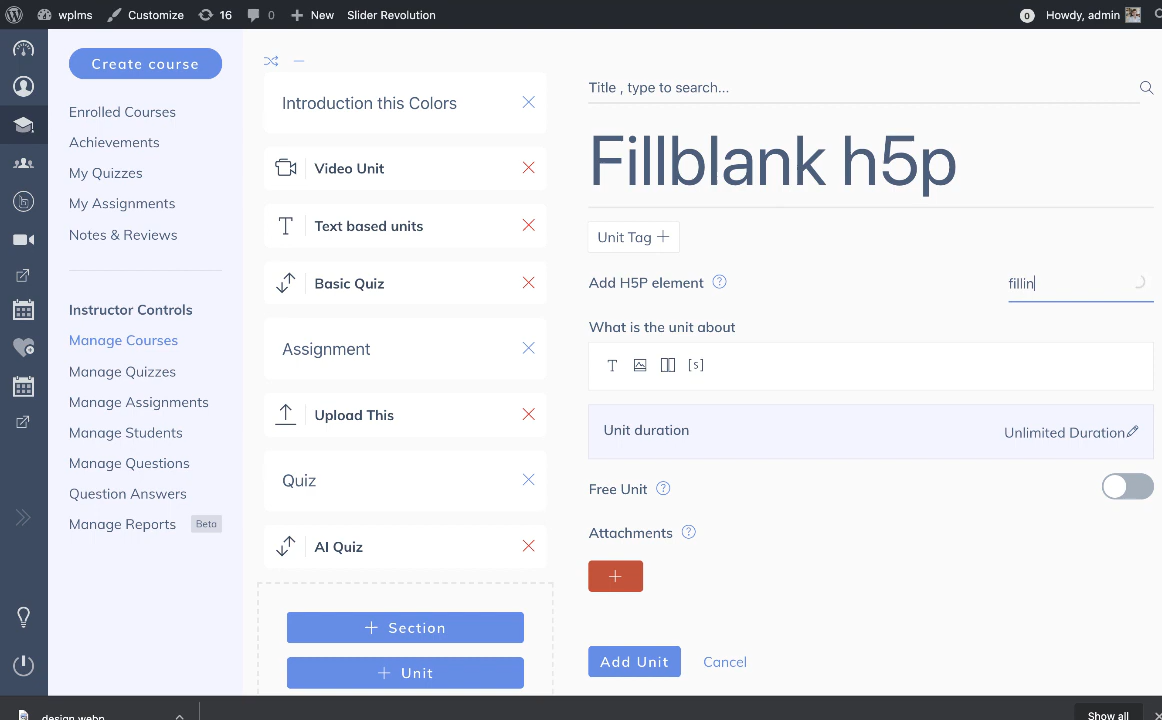 wplms Customize 16 0 New Slider Revolution 0 Howdy, admin
Create course
Enrolled Courses
Achievements
My Quizzes
My Assignments
Notes & Reviews
Instructor Controls
Manage Courses
Manage Quizzes
Manage Assignments
Manage Students
Manage Questions
Question Answers
Manage Reports Beta
Introduction this Colors
Video Unit
Text based units
Basic Quiz
Assignment
Upload This
Quiz
AI Quiz
+ Section
+ Unit
Title , type to search...
Fillblank h5p
Unit Tag +
Add H5P element ? fillin
What is the unit about
T [s]
Unit duration Unlimited Duration
Free Unit ?
Attachments ?
+
Add Unit Cancel
design.webp Show all